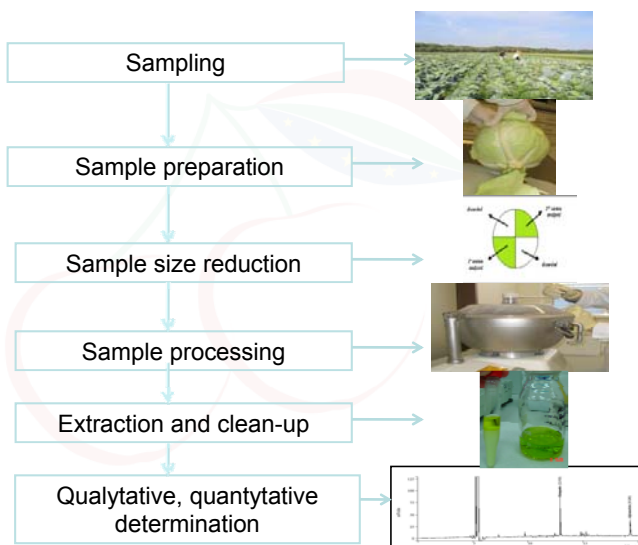 Sampling
Sample preparation
Sample size reduction
Sample processing
Extraction and clean-up
Qualytative, quantytative
determination